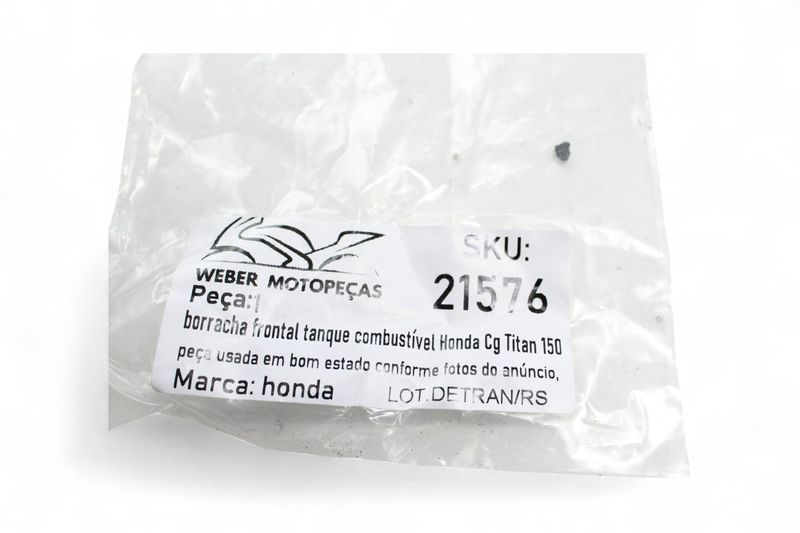 WEBER MOTOPEÇAS
SKU:
21576
Peça:1
borracha frontal tanque combustível Honda Cg Titan 150
peça usada em bom estado conforme fotos do anúncio,
Marca: honda
LOT.DETRAN/RS